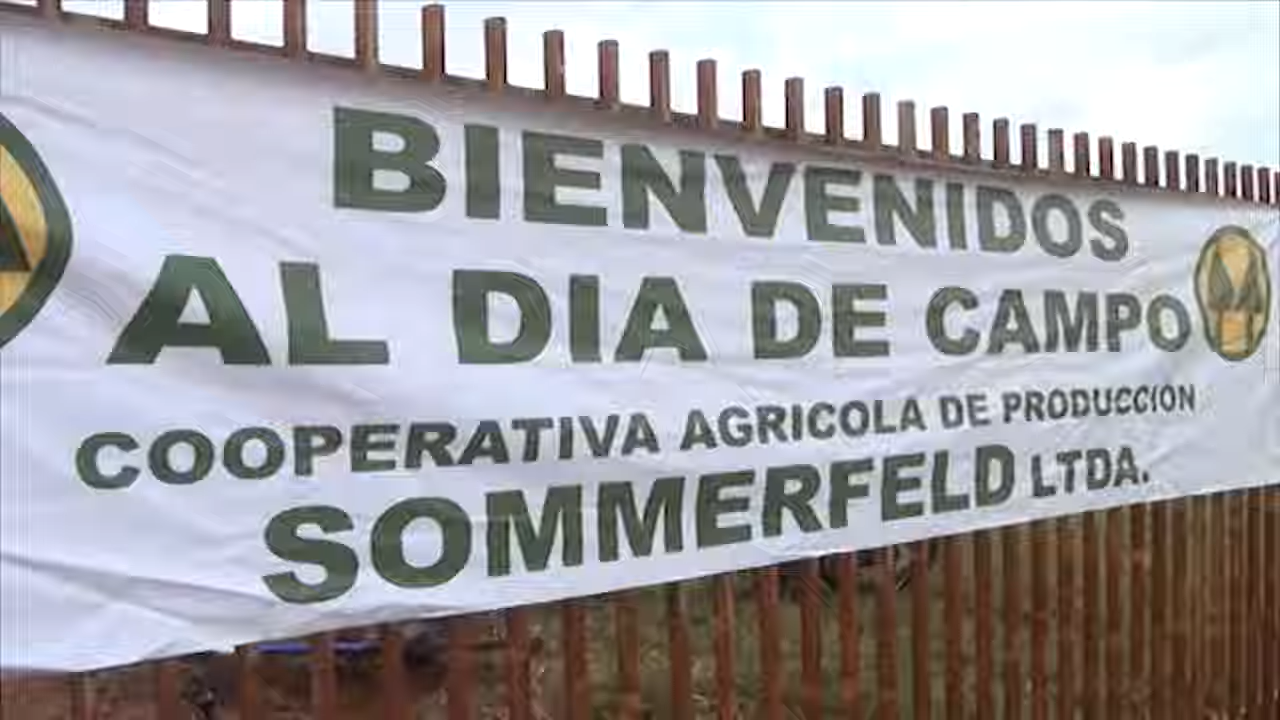 BIENVENIDOS
AL DIA DE CAMPO
COOPERATIVA AGRICOLA DE PRODUCCION
SOMMERFELD LTDA.